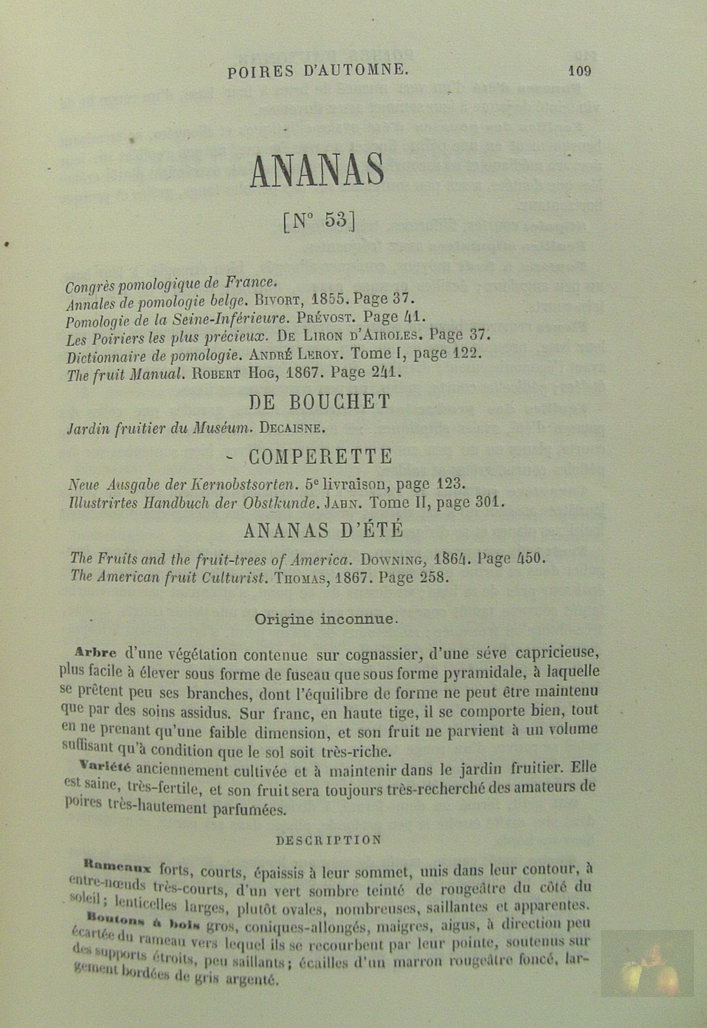 POIRES D'AUTOMNE. 109
ANANAS
[N° 53]
Congrès pomologique de France.
Annales de pomologie belge. BIVORT, 1855. Page 37.
Pomologie de la Seine-Inférieure. PRÉVOST. Page 41.
Les Poiriers les plus précieux. DE LIRON D'AIROLES. Page 37.
Dictionnaire de pomologie. ANDRÉ LEROY. Tome I, page 122.
The fruit Manual. ROBERT HOG, 1867. Page 241.
DE BOUCHET
Jardin fruitier du Muséum. DECAISNE.
- COMPERETTE
Neue Ausgabe der Kernobstsorten. 5e livraison, page 123.
Illustrirtes Handbuch der Obstkunde. JAHN. Tome II, page 301.
ANANAS D'ÉTÉ
The Fruits and the fruit-trees of America. DOWNING, 1864. Page 450.
The American fruit Culturist. THOMAS, 1867. Page 258.
Origine inconnue.
Arbre d'une végétation contenue sur cognassier, d'une séve capricieuse,
plus facile à élever sous forme de fuseau que sous forme pyramidale, à laquelle
se prêtent peu ses branches, dont l'équilibre de forme ne peut être maintenu
que par des soins assidus. Sur franc, en haute tige, il se comporte bien, tout
en ne prenant qu'une faible dimension, et son fruit ne parvient à un volume
suffisant qu'à condition que le sol soit très-riche.
Variété anciennement cultivée et à maintenir dans le jardin fruitier. Elle
est saine, très-fertile, et son fruit sera toujours très-recherché des amateurs de
poires très-hautement parfumées.
DESCRIPTION
Rameaux forts, courts, épaissis à leur sommet, unis dans leur contour, à
entre-nœuds très-courts, d'un vert sombre teinté de rougeâtre du côté du
soleil; lenticelles larges, plutôt ovales, nombreuses, saillantes et apparentes.
Boutons à bois gros, coniques-allongés, maigres, aigus, à direction peu
écartée du rameau vers lequel ils se recourbent par leur pointe, soutenus sur
des supports étroits, peu saillants; écailles d'un marron rougeâtre foncé, lar-
gement bordées de gris argenté.